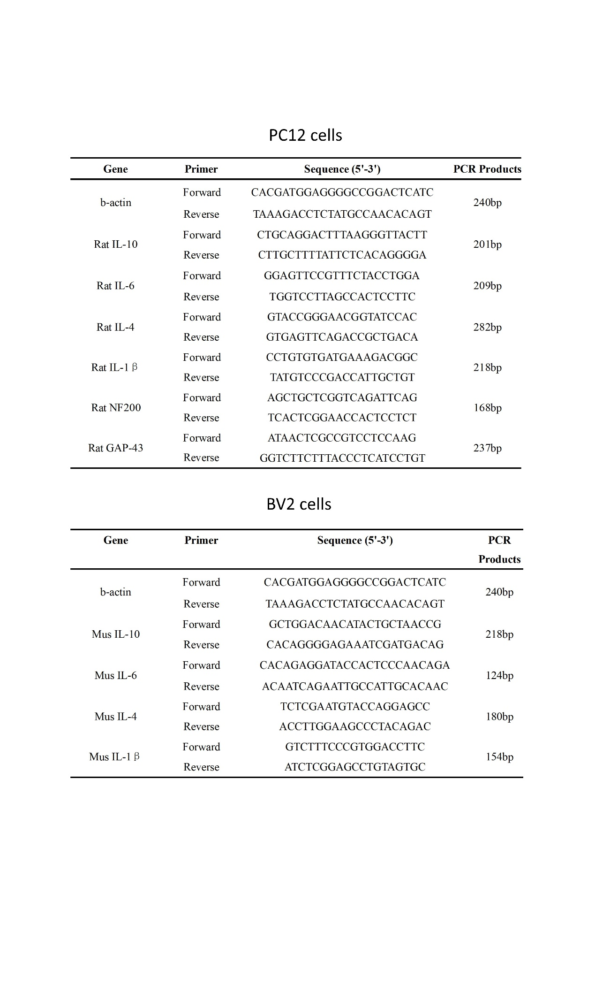 PC12 cells
Gene Primer Sequence (5'-3') PCR Products
Forward CACGATGGAGGGGCCGGACTCATC
b-actin 240bp
Reverse TAAAGACCTCTATGCCAACACAGT
Forward CTGCAGGACTTTAAGGGTTACTT
Rat IL-10 201bp
Reverse CTTGCTTTTATTCTCACAGGGGA
Forward GGAGTTCCGTTTCTACCTGGA
Rat IL-6 209bp
Reverse TGGTCCTTAGCCACTCCTTC
Forward GTACCGGGAACGGTATCCAC
Rat IL-4 282bp
Reverse GTGAGTTCAGACCGCTGACA
Forward CCTGTGTGATGAAAGACGGC
Rat IL-1β 218bp
Reverse TATGTCCCGACCATTGCTGT
Forward AGCTGCTCGGTCAGATTCAG
Rat NF200 168bp
Reverse TCACTCGGAACCACTCCTCT
Forward ATAACTCGCCGTCCTCCAAG
Rat GAP-43 237bp
Reverse GGTCTTCTTTACCCTCATCCTGT
BV2 cells
Gene Primer Sequence (5'-3') PCR
Products
Forward CACGATGGAGGGGCCGGACTCATC
b-actin 240bp
Reverse TAAAGACCTCTATGCCAACACAGT
Forward GCTGGACAACATACTGCTAACCG
Mus IL-10 218bp
Reverse CACAGGGGAGAAATCGATGACAG
Forward CACAGAGGATACCACTCCCAACAGA
Mus IL-6 124bp
Reverse ACAATCAGAATTGCCATTGCACAAC
Forward TCTCGAATGTACCAGGAGCC
Mus IL-4 180bp
Reverse ACCTTGGAAGCCCTACAGAC
Forward GTCTTTCCCGTGGACCTTC
Mus IL-1β 154bp
Reverse ATCTCGGAGCCTGTAGTGC